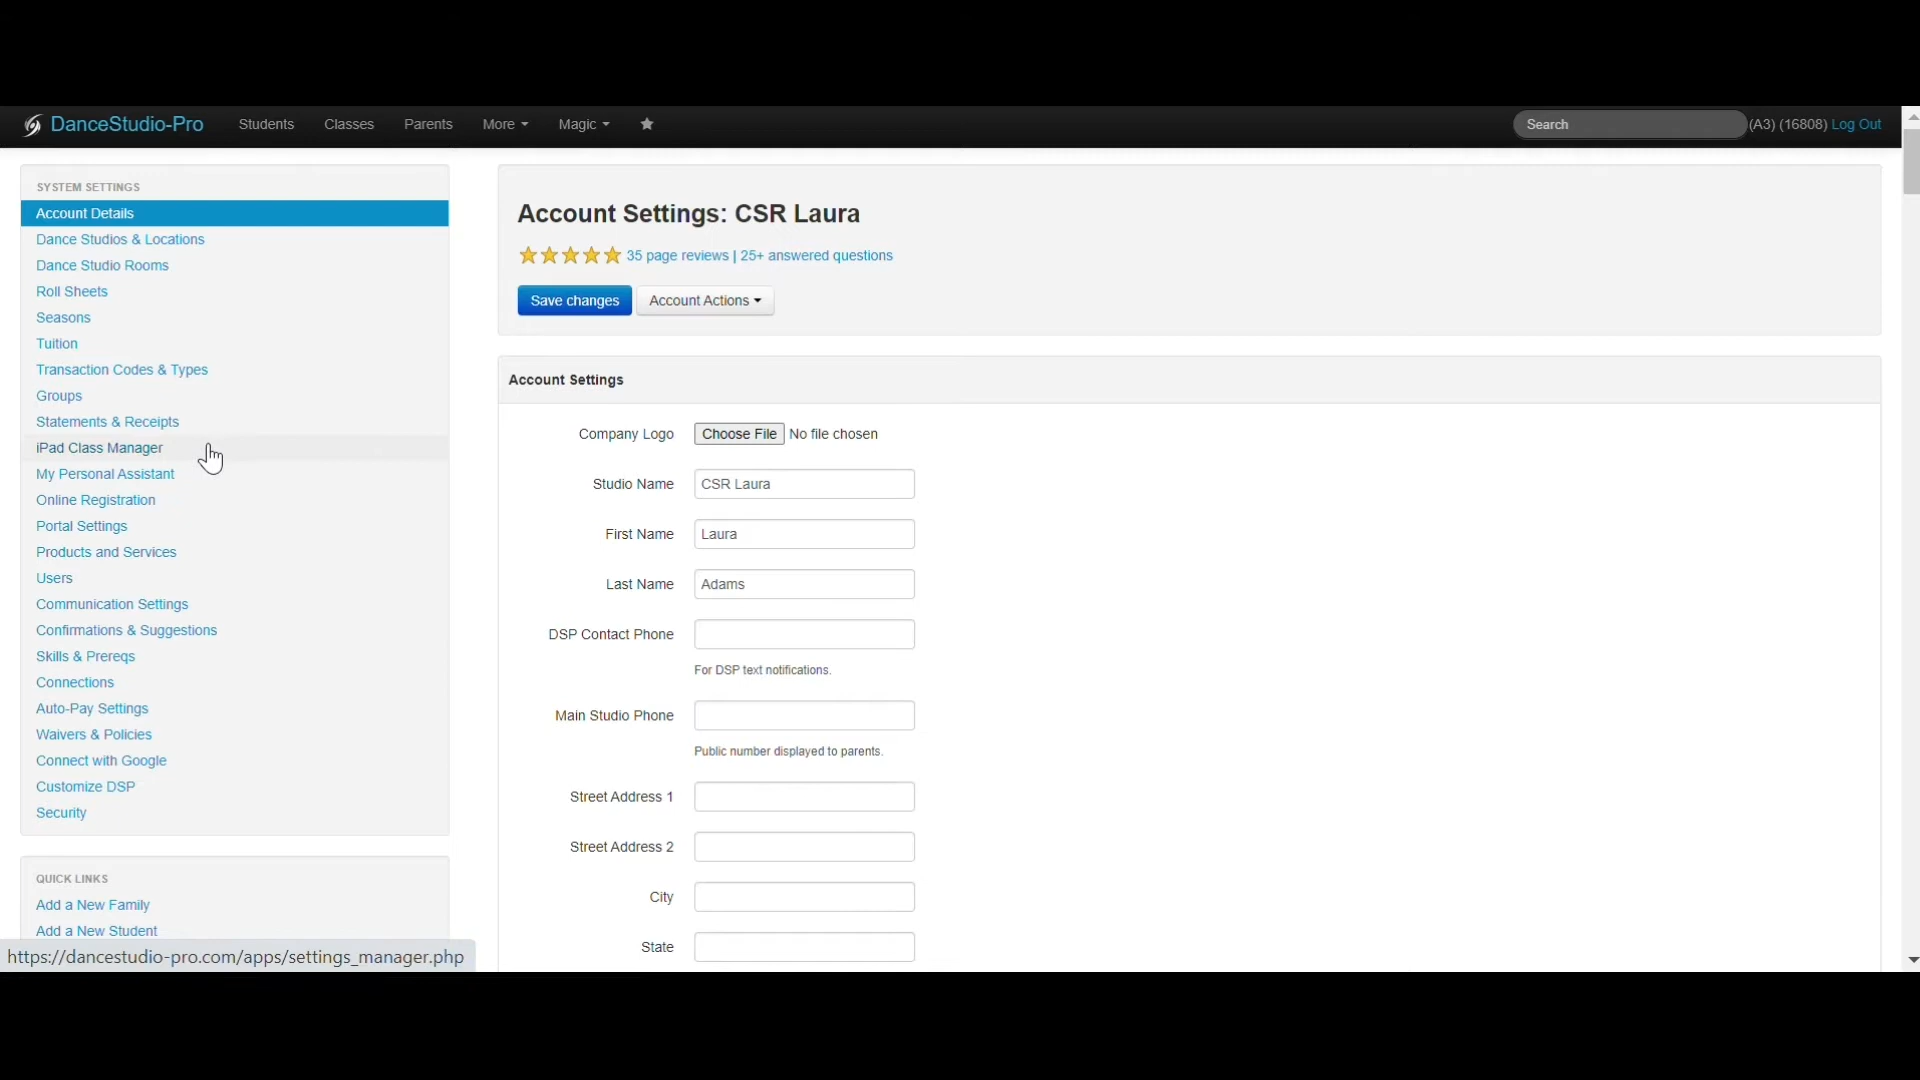 DanceStudio-Pro Students Classes Parents More Magic Search (A3) (16808) Log Out
SYSTEM SETTINGS
Account Details
Dance Studios & Locations
Dance Studio Rooms
Roll Sheets
Seasons
Tuition
Transaction Codes & Types
Groups
Statements & Receipts
iPad Class Manager
My Personal Assistant
Online Registration
Portal Settings
Products and Services
Users
Communication Settings
Confirmations & Suggestions
Skills & Prereqs
Connections
Auto-Pay Settings
Waivers & Policies
Connect with Google
Customize DSP
Security
QUICK LINKS
Add a New Family
Add a New Student
https://dancestudio-pro.com/apps/settings_manager.php
Account Settings: CSR Laura
35 page reviews | 25+ answered questions
Save changes Account Actions
Account Settings
Company Logo Choose File No file chosen
Studio Name CSR Laura
First Name Laura
Last Name Adams
DSP Contact Phone
For DSP text notifications.
Main Studio Phone
Public number displayed to parents.
Street Address 1
Street Address 2
City
State